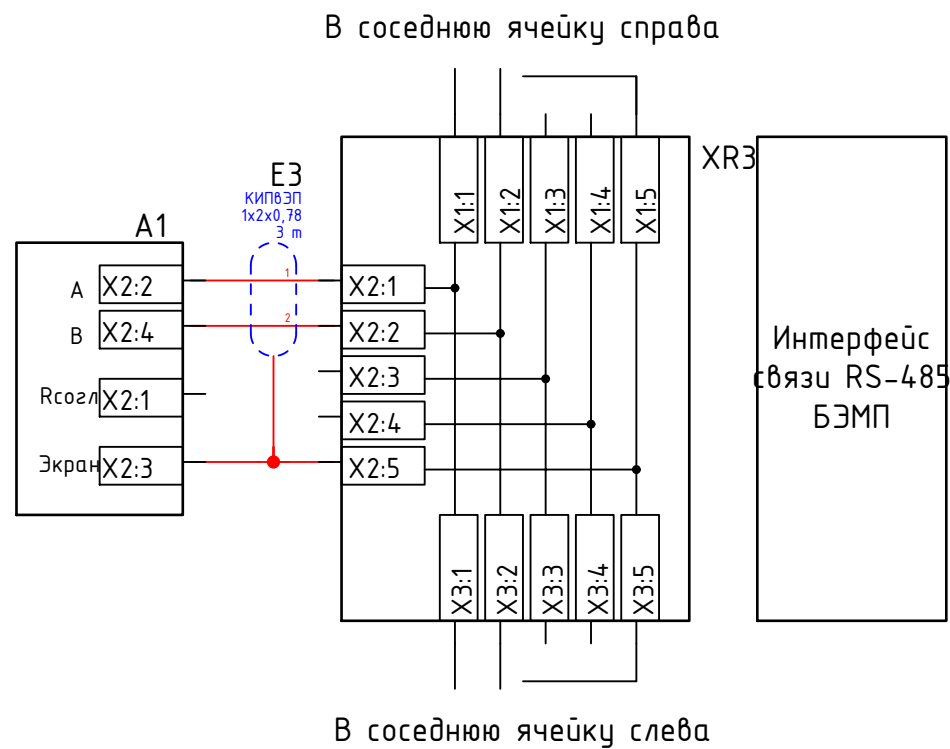 В соседнюю ячейку справа
XR3
X1:1
X1:2
X1:3
X1:4
X1:5
E3
КИПвЭП
1x2x0,78
3 m
A1
A
X2:2
1
X2:1
B
X2:4
2
X2:2
X2:3
Rсогл
X2:1
X2:4
Экран
X2:3
X2:5
Интерфейс
связи RS-485
БЭМП
X3:1
X3:2
X3:3
X3:4
X3:5
В соседнюю ячейку слева